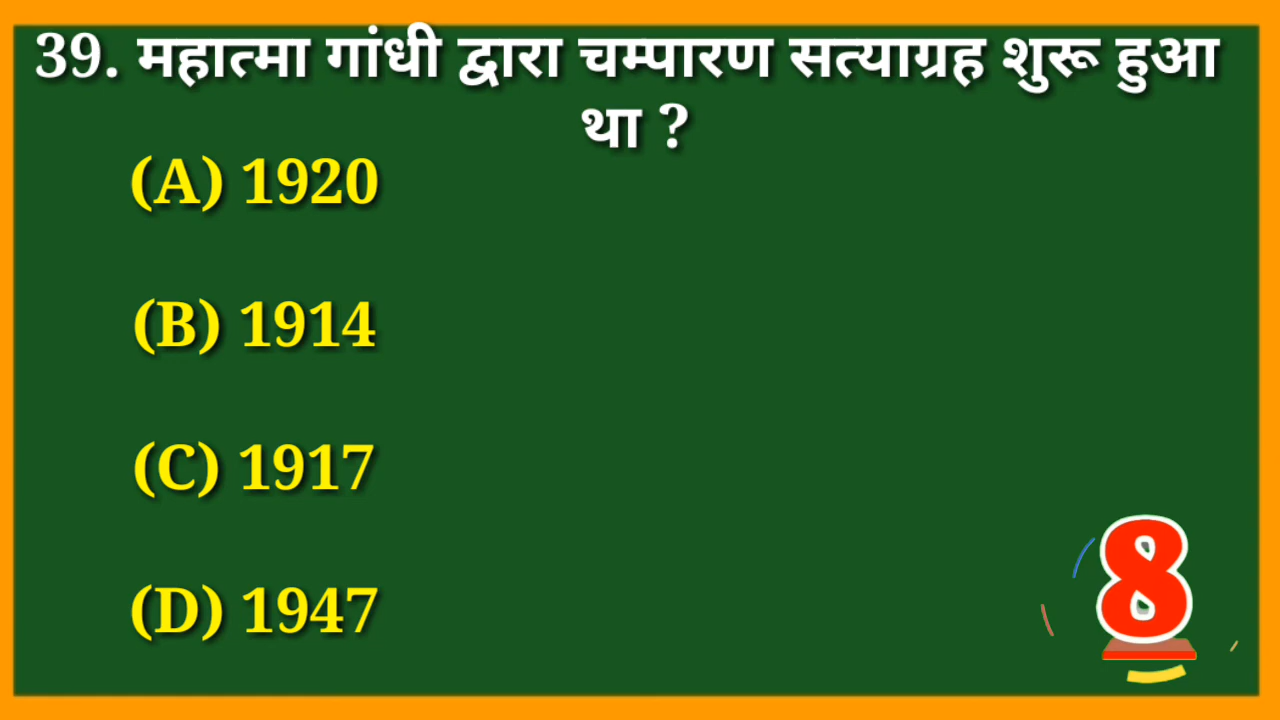 39. महात्मा गांधी द्वारा चम्पारण सत्याग्रह शुरू हुआ
था ?
(A) 1920
(B) 1914
(C) 1917
(D) 1947
8